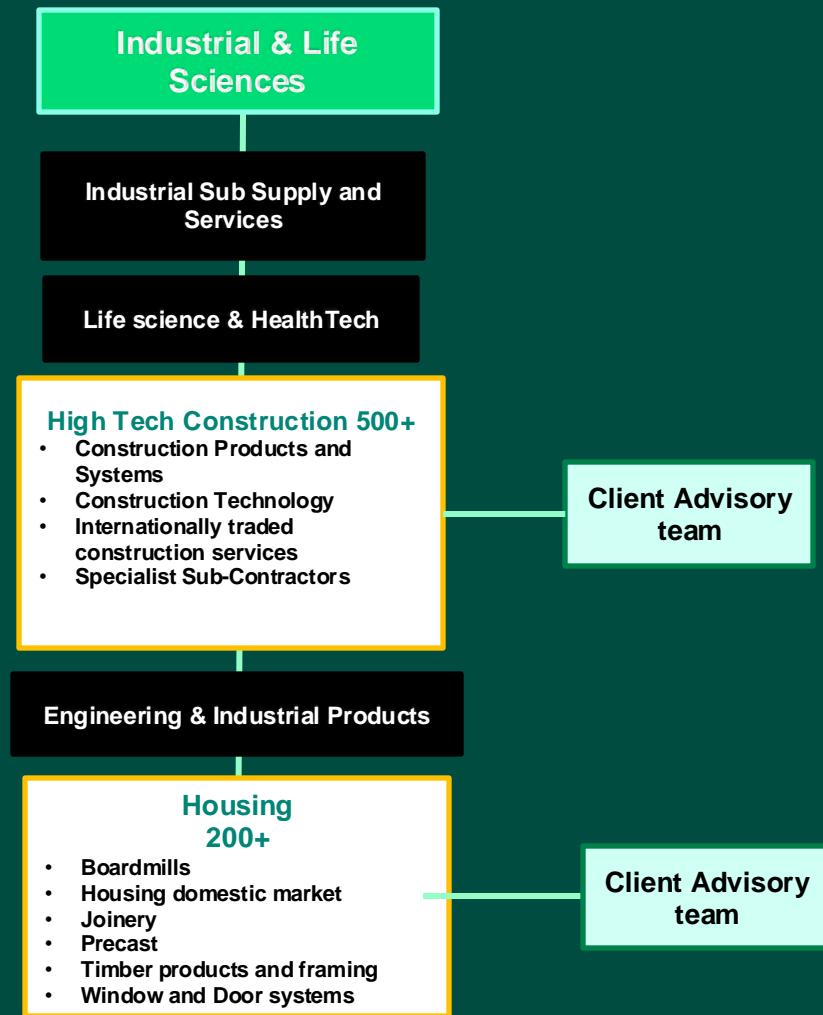 Industrial & Life
Sciences
Industrial Sub Supply and
Services
Life science & HealthTech
High Tech Construction 500+
• Construction Products and
Systems
• Construction Technology
• Internationally traded
construction services
• Specialist Sub-Contractors
Client Advisory
team
Engineering & Industrial Products
Housing
200+
• Boardmills
• Housing domestic market
• Joinery
• Precast
• Timber products and framing
• Window and Door systems
Client Advisory
team